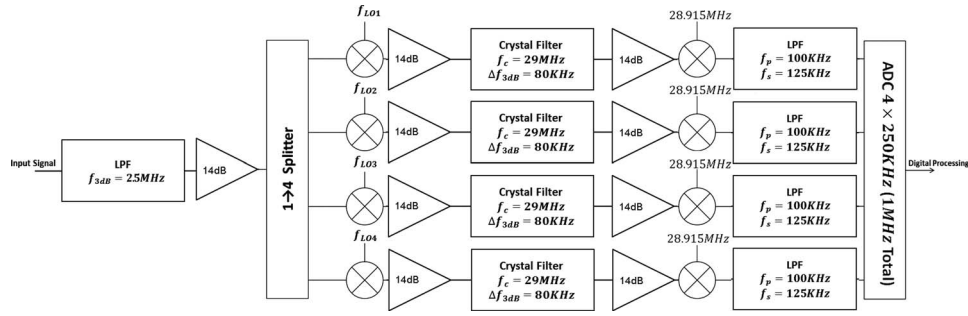 Input Signal
LPF
f3dB = 25MHz
14dB
1→4 Splitter
fLO1
14dB
Crystal Filter
fc = 29MHz
Δf3dB = 80KHz
14dB
28.915MHz
LPF
fp = 100KHz
fs = 125KHz
fLO2
14dB
Crystal Filter
fc = 29MHz
Δf3dB = 80KHz
14dB
28.915MHz
LPF
fp = 100KHz
fs = 125KHz
fLO3
14dB
Crystal Filter
fc = 29MHz
Δf3dB = 80KHz
14dB
28.915MHz
LPF
fp = 100KHz
fs = 125KHz
fLO4
14dB
Crystal Filter
fc = 29MHz
Δf3dB = 80KHz
14dB
28.915MHz
LPF
fp = 100KHz
fs = 125KHz
ADC 4 × 250KHz (1MHz
Total)
Digital Processing